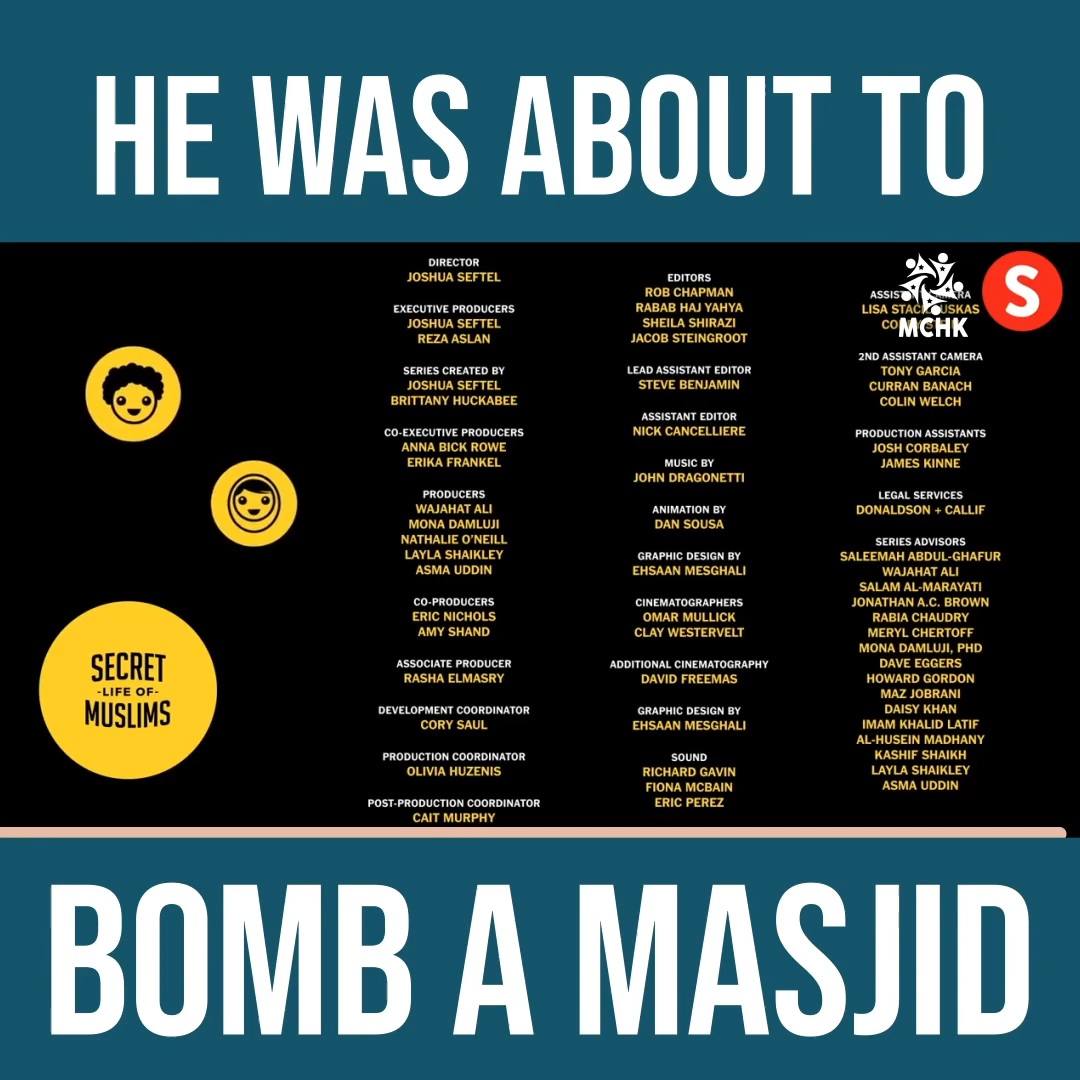 HE WAS ABOUT TO
DIRECTOR
JOSHUA SEFTEL
EXECUTIVE PRODUCERS
JOSHUA SEFTEL
REZA ASLAN
SERIES CREATED BY
JOSHUA SEFTEL
BRITTANY HUCKABEE
CO-EXECUTIVE PRODUCERS
ANNA BICK ROWE
ERIKA FRANKEL
PRODUCERS
WAJAHAT ALI
MONA DAMLUJI
NATHALIE O'NEILL
LAYLA SHAIKLEY
ASMA UDDIN
CO-PRODUCERS
ERIC NICHOLS
AMY SHAND
ASSOCIATE PRODUCER
RASHA ELMASRY
DEVELOPMENT COORDINATOR
CORY SAUL
PRODUCTION COORDINATOR
OLIVIA HUZENIS
POST-PRODUCTION COORDINATOR
CAIT MURPHY
EDITORS
ROB CHAPMAN
RABAB HAJ YAHYA
SHEILA SHIRAZI
JACOB STEINGROOT
LEAD ASSISTANT EDITOR
STEVE BENJAMIN
ASSISTANT EDITOR
NICK CANCELLIERE
MUSIC BY
JOHN DRAGONETTI
ANIMATION BY
DAN SOUSA
GRAPHIC DESIGN BY
EHSAAN MESGHALI
CINEMATOGRAPHERS
OMAR MULLICK
CLAY WESTERVELT
ADDITIONAL CINEMATOGRAPHY
DAVID FREEMAS
GRAPHIC DESIGN BY
EHSAAN MESGHALI
SOUND
RICHARD GAVIN
FIONA MCBAIN
ERIC PEREZ
LISA
MCHK
S
2ND ASSISTANT CAMERA
TONY GARCIA
CURRAN BANACH
COLIN WELCH
PRODUCTION ASSISTANTS
JOSH CORBALEY
JAMES KINNE
LEGAL SERVICES
DONALDSON + CALLIF
SERIES ADVISORS
SALEEMAH ABDUL-GHAFUR
WAJAHAT ALI
SALAM AL-MARAYATI
JONATHAN A.C. BROWN
RABIA CHAUDRY
MERYL CHERTOFF
MONA DAMLUJI, PHD
DAVE EGGERS
HOWARD GORDON
MAZ JOBRANI
DAISY KHAN
IMAM KHALID LATIF
AL-HUSEIN MADHANY
KASHIF SHAIKH
LAYLA SHAIKLEY
ASMA UDDIN
SECRET
-LIFE OF-
MUSLIMS
BOMB A MASJID